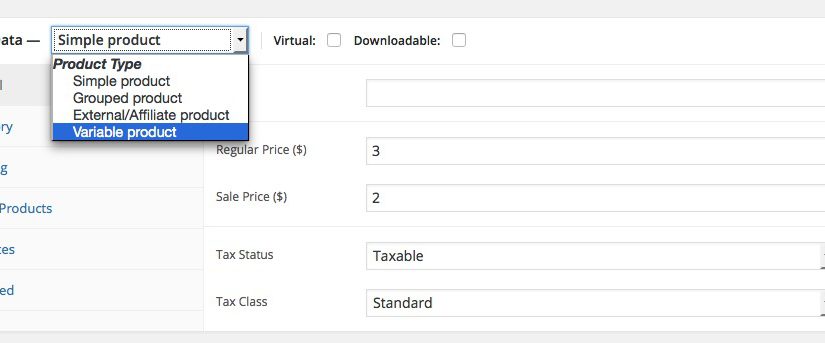 Data — Simple product Virtual: Downloadable:
Product Type
Simple product
Grouped product
External/Affiliate product
Variable product
ry
Regular Price ($) 3
g
Sale Price ($) 2
Products
tes
Tax Status Taxable
ed
Tax Class Standard